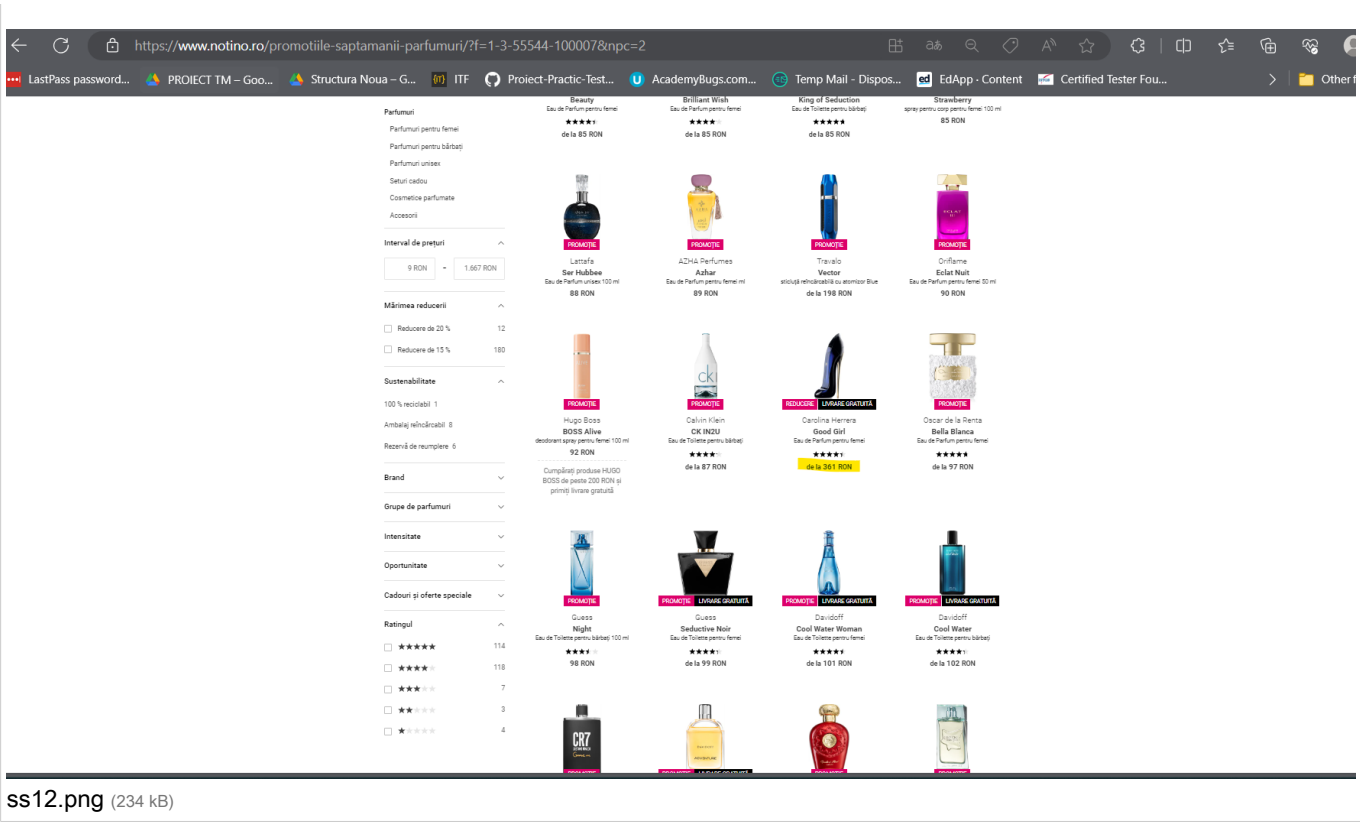 https://www.notino.ro/promotiile-saptamanii-parfumuri/?f=1-3-55544-100007&npc=2
LastPass password... PROIECT TM – Goo... Structura Noua – G... ITF Proiect-Practic-Test... AcademyBugs.com... Temp Mail - Dispos... EdApp · Content Certified Tester Fou... Other f
Parfumuri
Parfumuri pentru femei
Parfumuri pentru bărbați
Parfumuri unisex
Seturi cadou
Cosmetice parfumate
Accesorii
Interval de prețuri
9 RON - 1.667 RON
Mărimea reducerii
Reducere de 20 % 12
Reducere de 15 % 180
Sustenabilitate
100 % reciclabil 1
Ambalaj reîncărcabil 8
Rezervă de reumplere 6
Brand
Grupe de parfumuri
Intensitate
Oportunitate
Cadouri și oferte speciale
Ratingul
114
118
7
3
4
Beauty
Eau de Parfum pentru femei
de la 85 RON
Brilliant Wish
Eau de Parfum pentru femei
de la 85 RON
King of Seduction
Eau de Toilette pentru bărbați
de la 85 RON
Strawberry
spray pentru corp pentru femei 100 ml
85 RON
PROMOȚIE
Lattafa
Ser Hubbee
Eau de Parfum unisex 100 ml
88 RON
PROMOȚIE
AZHA Perfumes
Azhar
Eau de Parfum pentru femei ml
89 RON
PROMOȚIE
Travalo
Vector
sticluță reîncărcabilă cu atomizor Blue
de la 198 RON
PROMOȚIE
Oriflame
Eclat Nuit
Eau de Parfum pentru femei 50 ml
90 RON
PROMOȚIE
Hugo Boss
BOSS Alive
deodorant spray pentru femei 100 ml
92 RON
Cumpărați produse HUGO
BOSS de peste 200 RON și
primiți livrare gratuită
CKI
PROMOȚIE
Calvin Klein
CK IN2U
Eau de Toilette pentru bărbați
de la 87 RON
REDUCERE LIVRARE GRATUITĂ
Carolina Herrera
Good Girl
Eau de Parfum pentru femei
de la 361 RON
PROMOȚIE
Oscar de la Renta
Bella Blanca
Eau de Parfum pentru femei
de la 97 RON
PROMOȚIE
Guess
Night
Eau de Toilette pentru bărbați 100 ml
98 RON
PROMOȚIE LIVRARE GRATUITĂ
Guess
Seductive Noir
Eau de Toilette pentru femei
de la 99 RON
PROMOȚIE LIVRARE GRATUITĂ
Davidoff
Cool Water Woman
Eau de Toilette pentru femei
de la 101 RON
PROMOȚIE LIVRARE GRATUITĂ
Davidoff
Cool Water
Eau de Toilette pentru bărbați
de la 102 RON
CR7
ss12.png (234 kB)